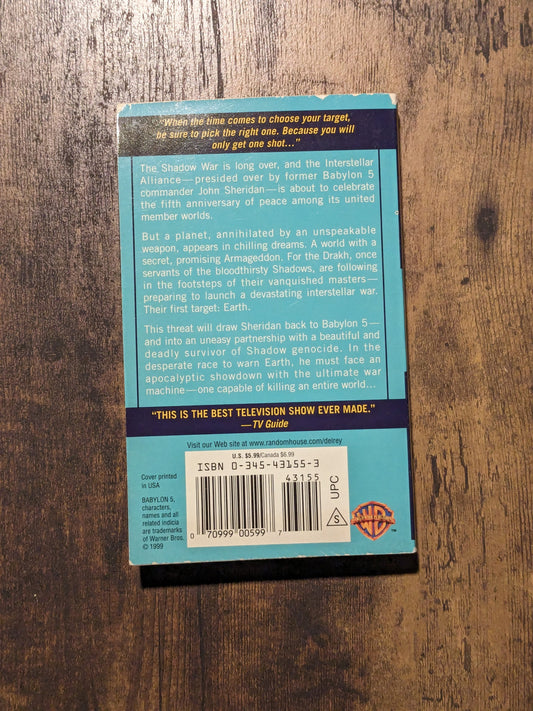 "When the time comes to choose your target,
be sure to pick the right one. Because you will
only get one shot..."
The Shadow War is long over, and the Interstellar
Alliance—presided over by former Babylon 5
commander John Sheridan—is about to celebrate
the fifth anniversary of peace among its united
member worlds.
But a planet, annihilated by an unspeakable
weapon, appears in chilling dreams. A world with a
secret, promising Armageddon. For the Drakh, once
servants of the bloodthirsty Shadows, are following
in the footsteps of their vanquished masters—
preparing to launch a devastating interstellar war.
Their first target: Earth.
This threat will draw Sheridan back to Babylon 5—
and into an uneasy partnership with a beautiful and
deadly survivor of Shadow genocide. In the
desperate race to warn Earth, he must face an
apocalyptic showdown with the ultimate war
machine—one capable of killing an entire world...
"THIS IS THE BEST TELEVISION SHOW EVER MADE."
—TV Guide
Visit our Web site at www.randomhouse.com/delrey
U.S. $5.99/Canada $6.99
ISBN 0-345-43155-3
43155
0 70999 00599 7
S
UPC
Cover printed
in USA
BABYLON 5,
characters,
names and all
related indicia
are trademarks
of Warner Bros.
© 1999
WB
TM